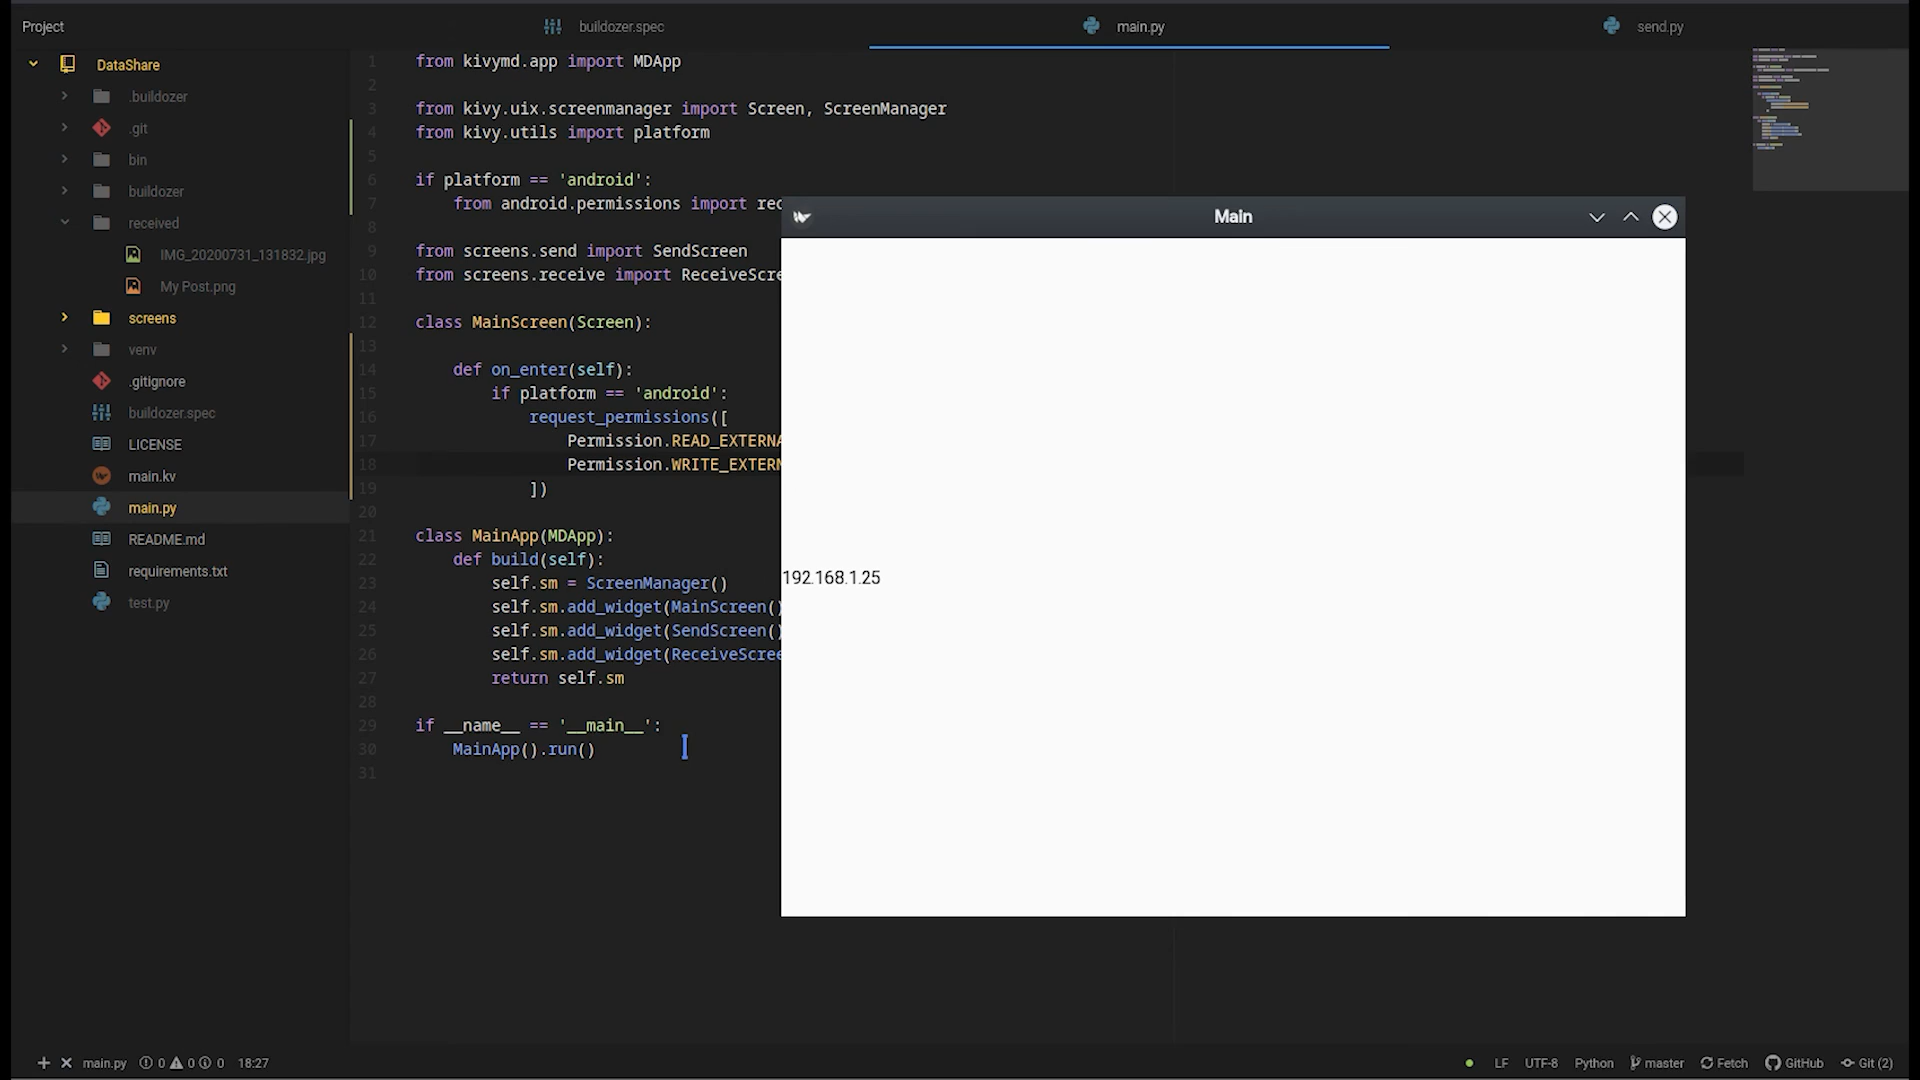 Project
buildozer.spec
main.py
send.py
DataShare
.buildozer
.git
bin
buildozer
received
IMG_20200731_131832.jpg
My Post.png
screens
venv
.gitignore
buildozer.spec
LICENSE
main.kv
main.py
README.md
requirements.txt
test.py
1 from kivymd.app import MDApp
2
3 from kivy.uix.screenmanager import Screen, ScreenManager
4 from kivy.utils import platform
5
6 if platform == 'android':
7 from android.permissions import rec
8
9 from screens.send import SendScreen
10 from screens.receive import ReceiveScre
11
12 class MainScreen(Screen):
13
14 def on_enter(self):
15 if platform == 'android':
16 request_permissions([
17 Permission.READ_EXTERNA
18 Permission.WRITE_EXTERN
19 ])
20
21 class MainApp(MDApp):
22 def build(self):
23 self.sm = ScreenManager()
24 self.sm.add_widget(MainScreen()
25 self.sm.add_widget(SendScreen()
26 self.sm.add_widget(ReceiveScree
27 return self.sm
28
29 if __name__ == '__main__':
30 MainApp().run()
31
Main
192.168.1.25
main.py 0 0 0 18:27
LF UTF-8 Python master Fetch GitHub Git (2)